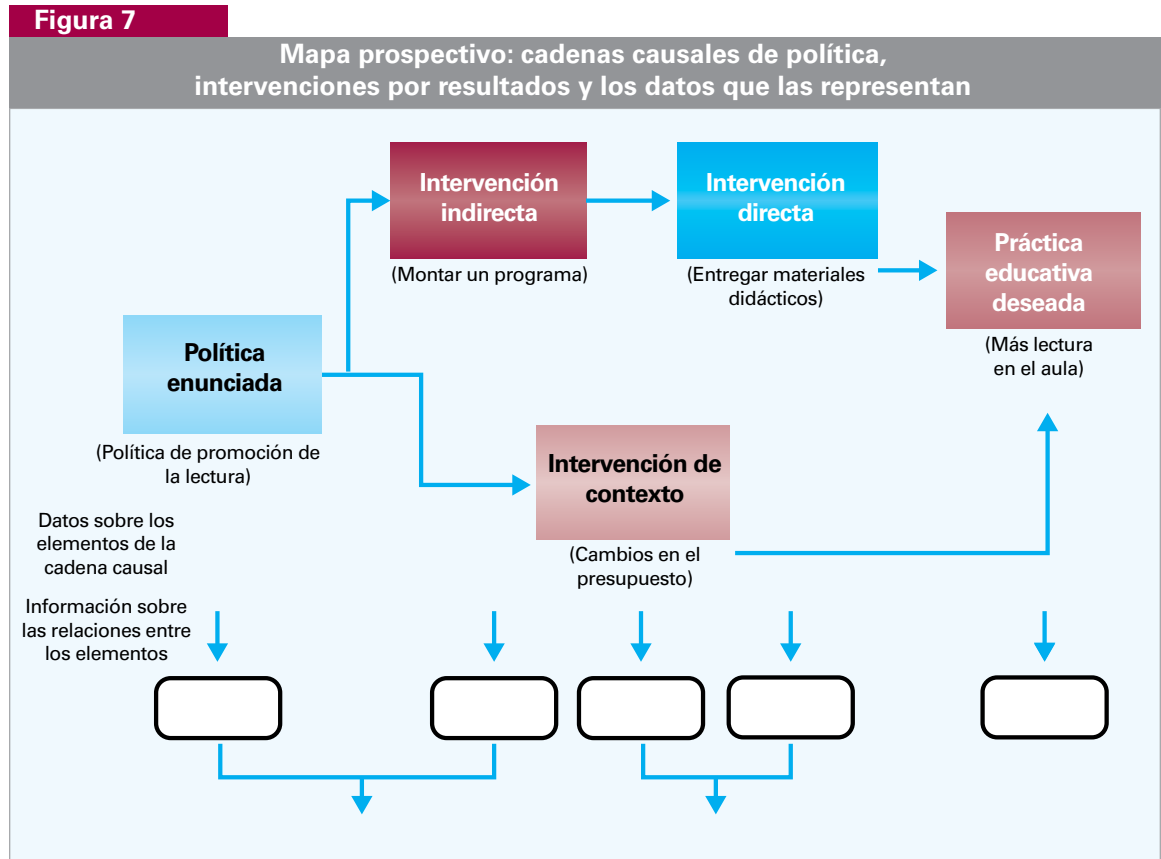 Figura 7
Mapa prospectivo: cadenas causales de política,
intervenciones por resultados y los datos que las representan
Intervención
indirecta
(Montar un programa)
Intervención
directa
(Entregar materiales
didácticos)
Práctica
educativa
deseada
(Más lectura
en el aula)
Política
enunciada
(Política de promoción de
la lectura)
Intervención de
contexto
(Cambios en el
presupuesto)
Datos sobre los
elementos de la
cadena causal
Información sobre
las relaciones entre
los elementos